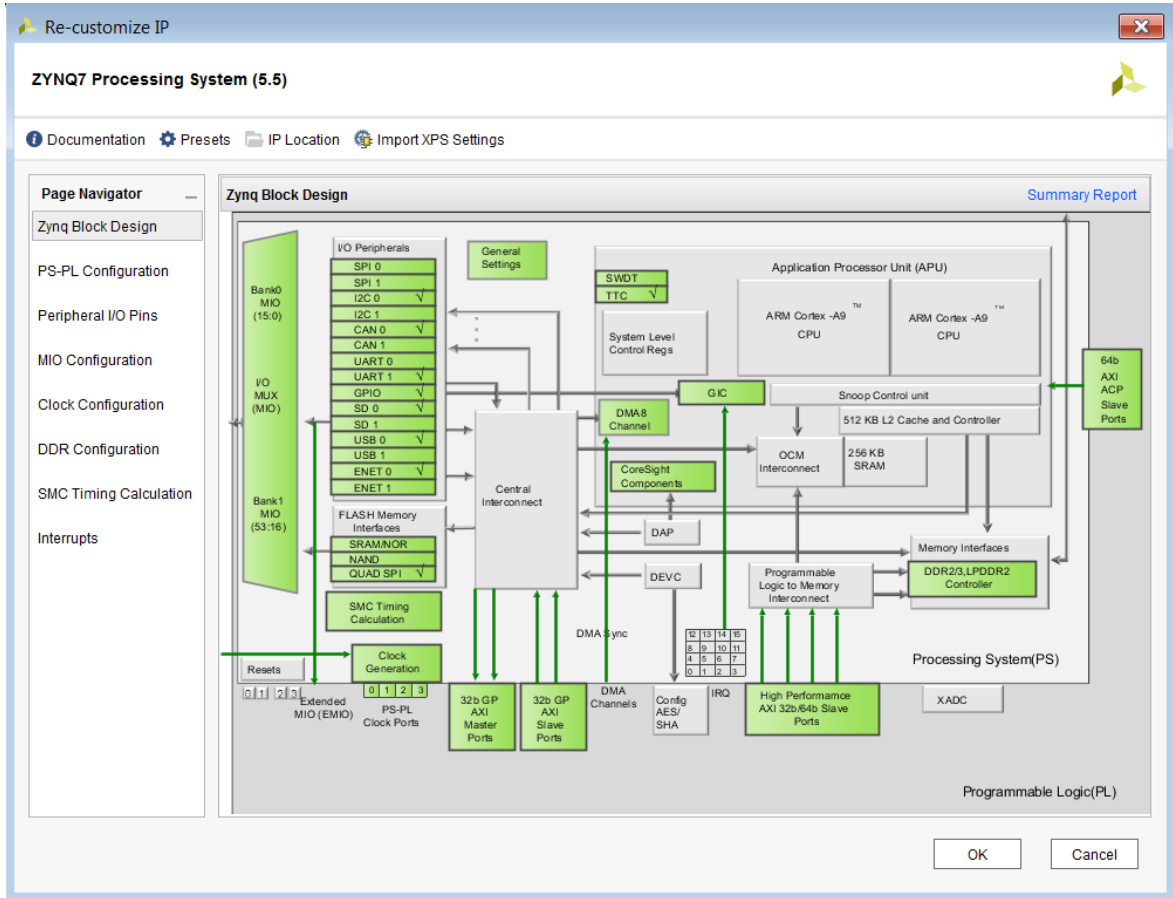 Re-customize IP
ZYNQ7 Processing System (5.5)
Documentation
Presets
IP Location
Import XPS Settings
Page Navigator
Zynq Block Design
PS-PL Configuration
Peripheral I/O Pins
MIO Configuration
Clock Configuration
DDR Configuration
SMC Timing Calculation
Interrupts
Zynq Block Design
Summary Report
Bank0
MIO
(15:0)
I/O
MUX
(MIO)
Bank1
MIO
(53:16)
I/O Peripherals
SPI 0
SPI 1
I2C 0 √
I2C 1
CAN 0 √
CAN 1
UART 0
UART 1 √
GPIO √
SD 0 √
SD 1
USB 0 √
USB 1
ENET 0 √
ENET 1
FLASH Memory
Interfaces
SRAM/NOR
NAND
QUAD SPI √
SMC Timing
Calculation
General
Settings
Application Processor Unit (APU)
SWDT
TTC √
System Level
Control Regs
ARM Cortex -A9 ™
CPU
ARM Cortex -A9 ™
CPU
GIC
Snoop Control unit
512 KB L2 Cache and Controller
DMA8
Channel
OCM
Interconnect
256 KB
SRAM
CoreSight
Components
Central
Interconnect
DAP
DEVC
Programmable
Logic to Memory
Interconnect
Memory Interfaces
DDR2/3,LPDDR2
Controller
64b
AXI
ACP
Slave
Ports
Resets
0 1 2 3
Extended
MIO (EMIO)
Clock
Generation
0 1 2 3
PS-PL
Clock Ports
32b GP
AXI
Master
Ports
32b GP
AXI
Slave
Ports
DMA Sync
DMA
Channels
Config
AES/
SHA
12 13 14 15
8 9 10 11
4 5 6 7
0 1 2 3
IRQ
High Performamce
AXI 32b/64b Slave
Ports
Processing System(PS)
XADC
Programmable Logic(PL)
OK
Cancel